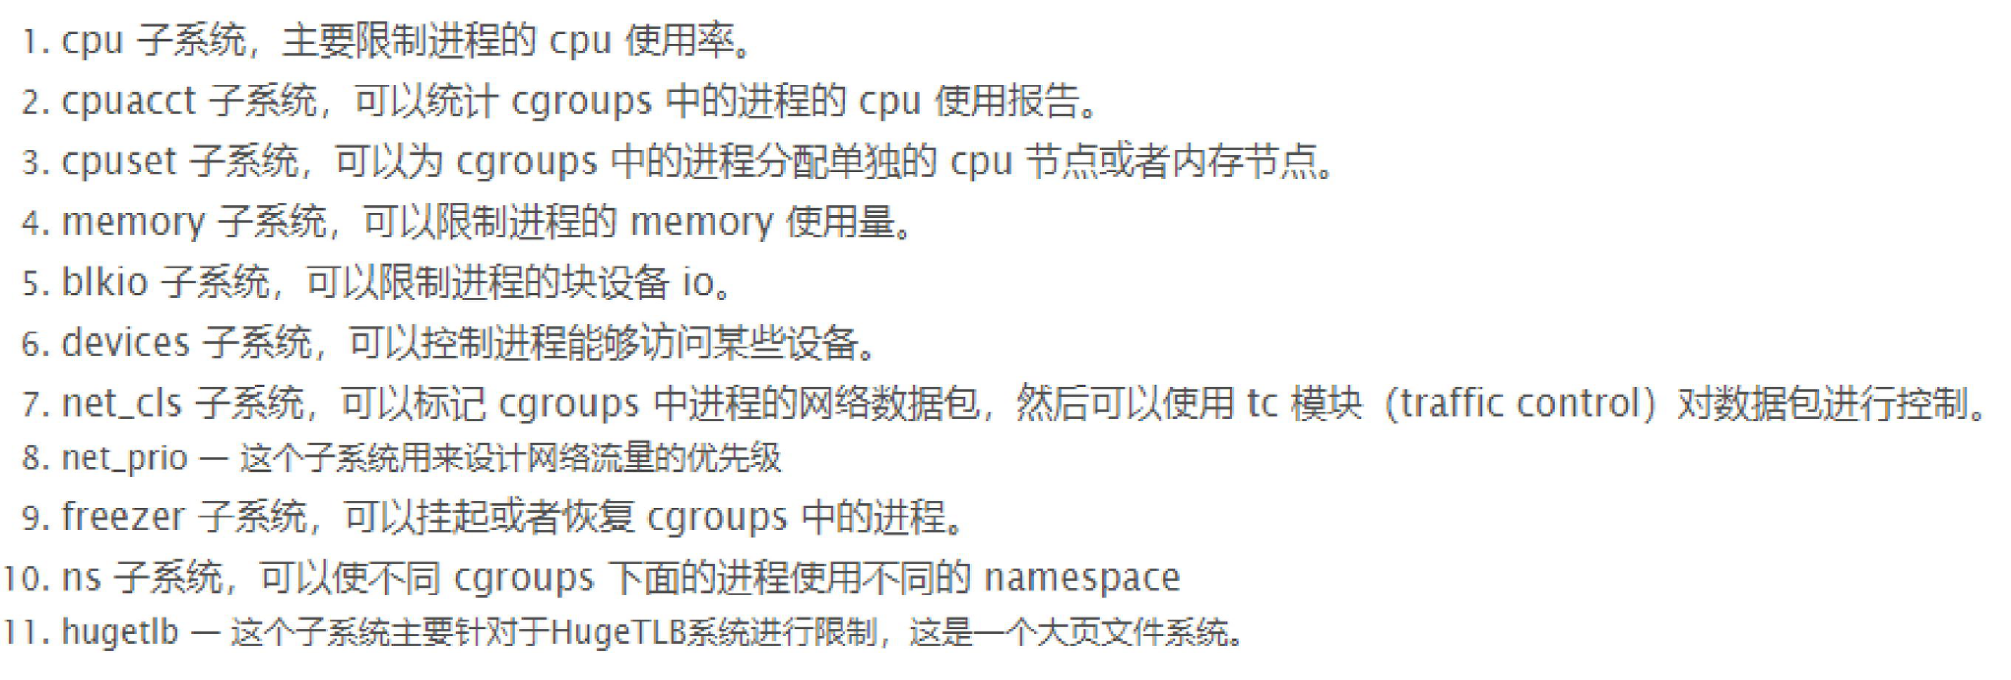 1. cpu 子系统，主要限制进程的 cpu 使用率。
2. cpuacct 子系统，可以统计 cgroups 中的进程的 cpu 使用报告。
3. cpuset 子系统，可以为 cgroups 中的进程分配单独的 cpu 节点或者内存节点。
4. memory 子系统，可以限制进程的 memory 使用量。
5. blkio 子系统，可以限制进程的块设备 io。
6. devices 子系统，可以控制进程能够访问某些设备。
7. net_cls 子系统，可以标记 cgroups 中进程的网络数据包，然后可以使用 tc 模块（traffic control）对数据包进行控制。
8. net_prio — 这个子系统用来设计网络流量的优先级
9. freezer 子系统，可以挂起或者恢复 cgroups 中的进程。
10. ns 子系统，可以使不同 cgroups 下面的进程使用不同的 namespace
11. hugetlb — 这个子系统主要针对于HugeTLB系统进行限制，这是一个大页文件系统。